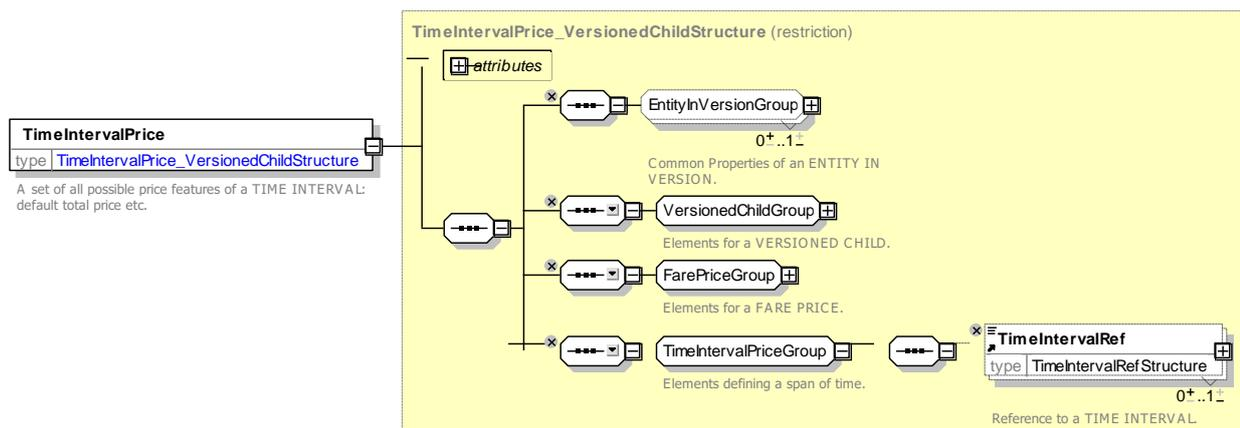 TimeIntervalPrice_VersionedChildStructure (restriction)
attributes
EntityInVersionGroup
0..1
Common Properties of an ENTITY IN
VERSION.
TimeIntervalPrice
type TimeIntervalPrice_VersionedChildStructure
A set of all possible price features of a TIME INTERVAL:
default total price etc.
VersionedChildGroup
Elements for a VERSIONED CHILD.
FarePriceGroup
Elements for a FARE PRICE.
TimeIntervalPriceGroup
Elements defining a span of time.
TimeIntervalRef
type TimeIntervalRefStructure
0..1
Reference to a TIME INTERVAL.